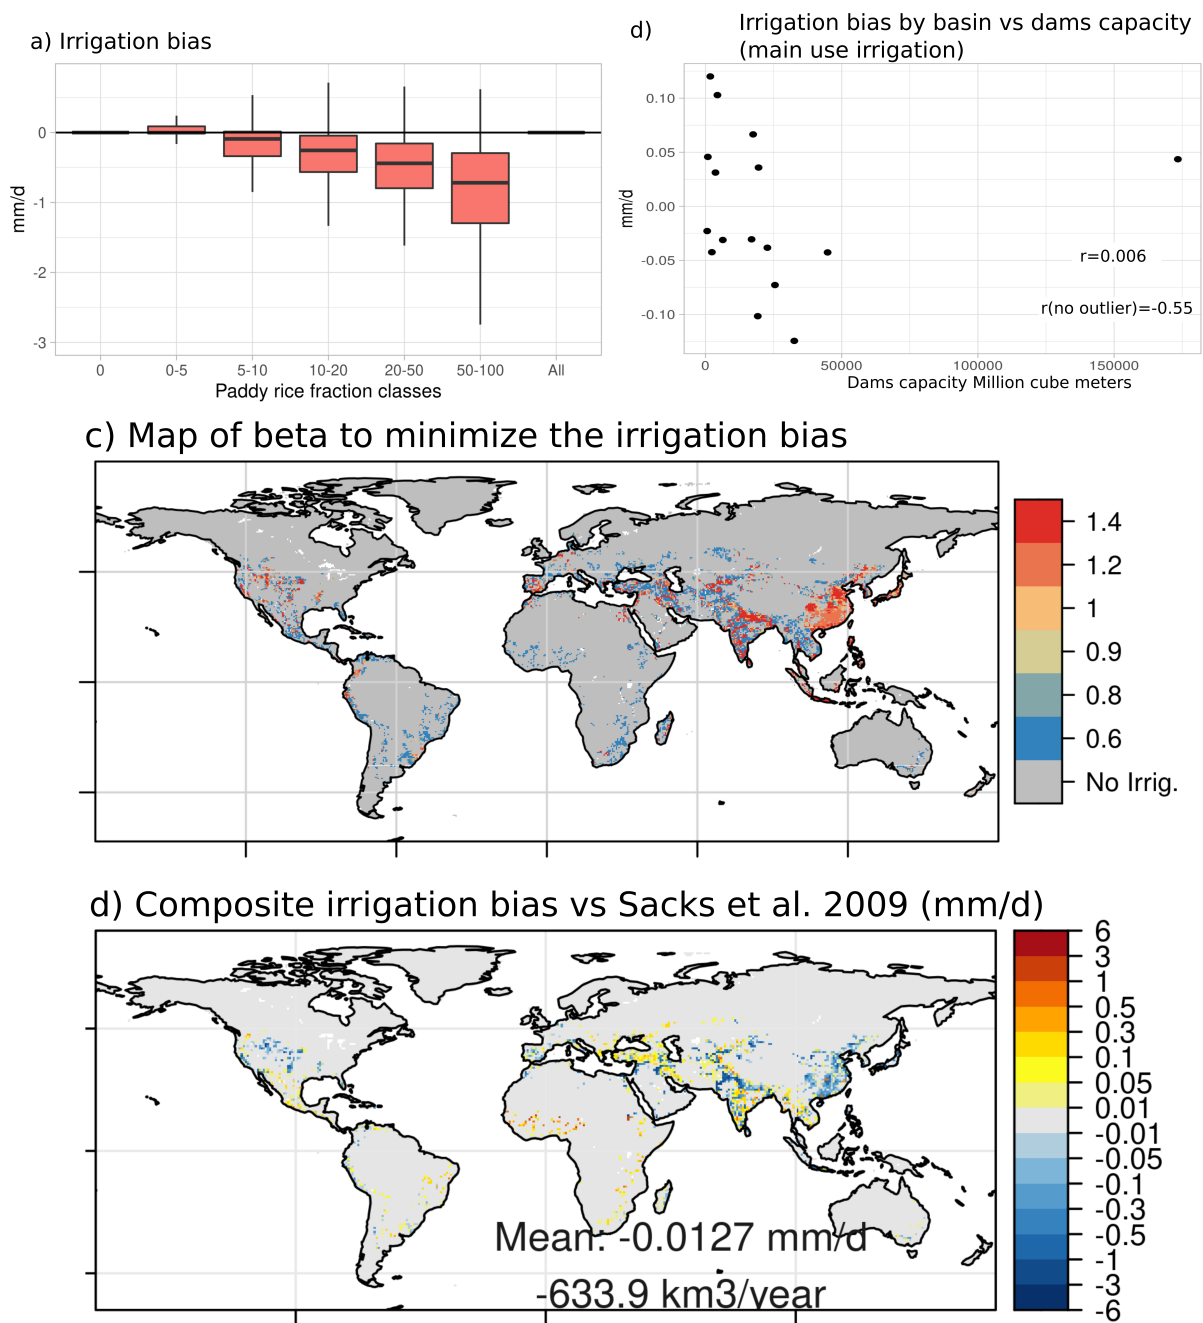 a) Irrigation bias
mm/d
0
-1
-2
-3
0 0-5 5-10 10-20 20-50 50-100 All
Paddy rice fraction classes
d) Irrigation bias by basin vs dams capacity
(main use irrigation)
mm/d
0.10
0.05
0.00
-0.05
-0.10
r=0.006
r(no outlier)=-0.55
0 50000 100000 150000
Dams capacity Million cube meters
c) Map of beta to minimize the irrigation bias
1.4
1.2
1
0.9
0.8
0.6
No Irrig.
d) Composite irrigation bias vs Sacks et al. 2009 (mm/d)
6
3
1
0.5
0.3
0.1
0.05
0.01
-0.01
-0.05
-0.1
-0.3
-0.5
-1
-3
-6
Mean: -0.0127 mm/d
-633.9 km3/year